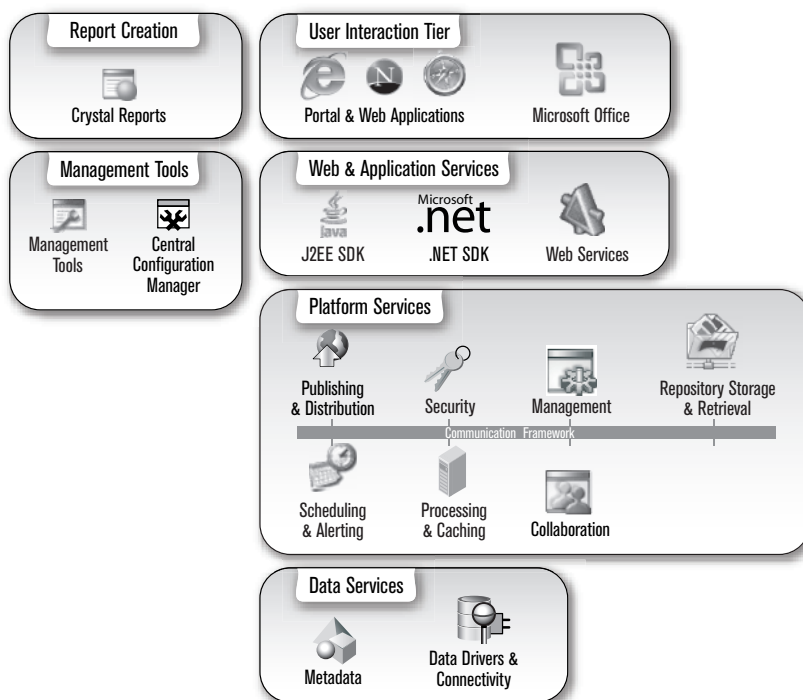 Report Creation
Crystal Reports
User Interaction Tier
N
Portal & Web Applications
Microsoft Office
Management Tools
Management
Tools
Central
Configuration
Manager
Web & Application Services
Java
J2EE SDK
Microsoft
.net
.NET SDK
Web Services
Platform Services
Publishing
& Distribution
Security
Management
Repository Storage
& Retrieval
Communication Framework
Scheduling
& Alerting
Processing
& Caching
Collaboration
Data Services
Metadata
Data Drivers &
Connectivity